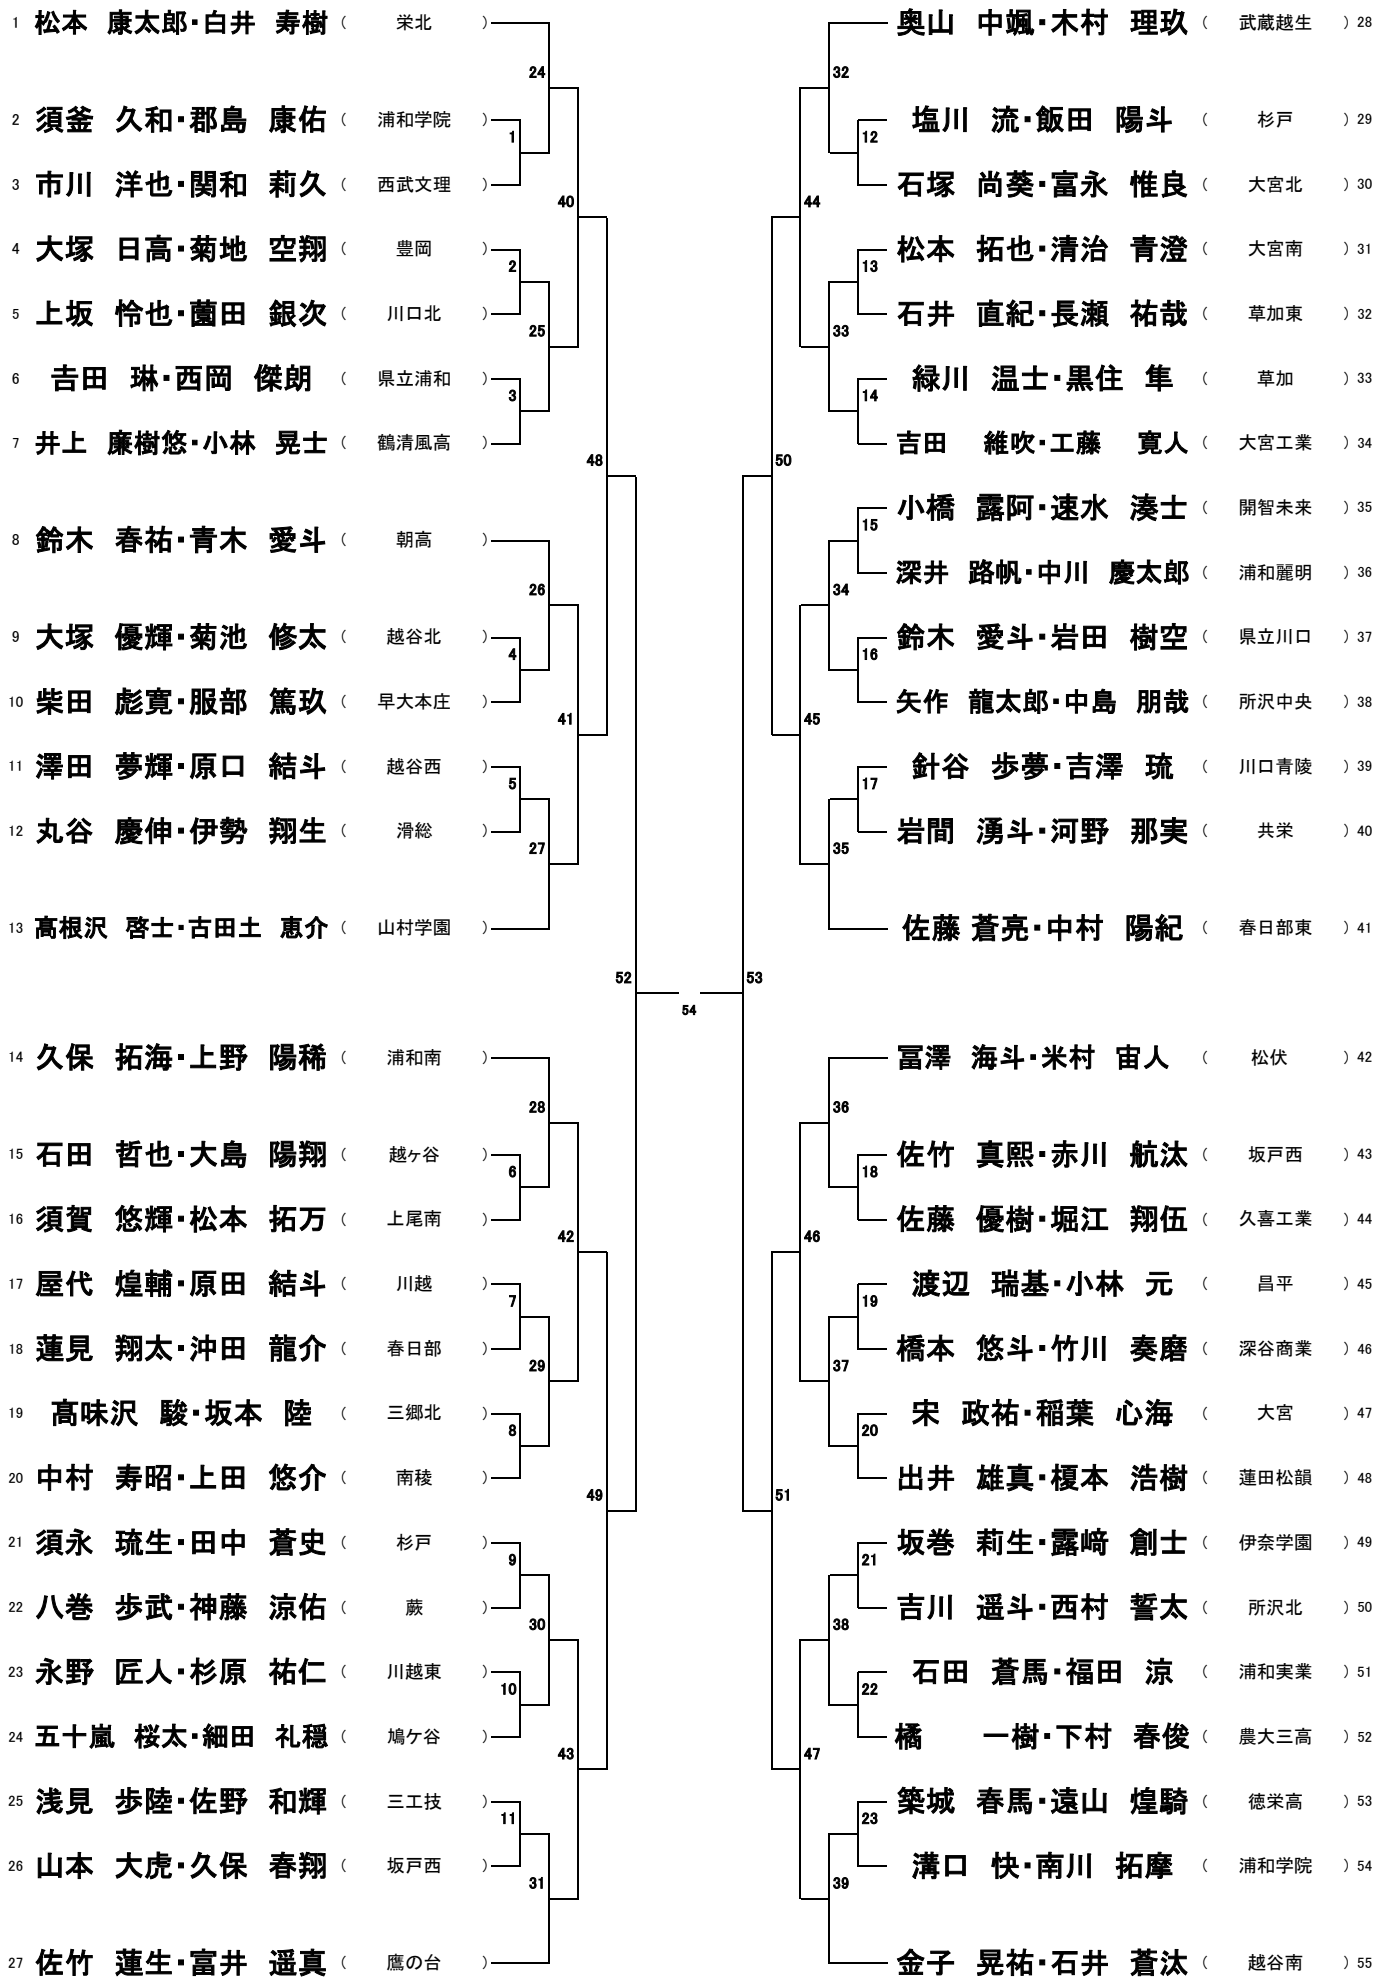 1 松本 康太郎・白井 寿樹 ( 栄北 )
24
2 須釜 久和・郡島 康佑 ( 浦和学院 )
1
3 市川 洋也・関和 莉久 ( 西武文理 )
40
4 大塚 日高・菊地 空翔 ( 豊岡 )
2
5 上坂 怜也・薗田 銀次 ( 川口北 )
25
6 吉田 琳・西岡 傑朗 ( 県立浦和 )
3
7 井上 廉樹悠・小林 晃士 ( 鶴清風高 )
48
8 鈴木 春祐・青木 愛斗 ( 朝高 )
26
9 大塚 優輝・菊池 修太 ( 越谷北 )
4
10 柴田 彪寛・服部 篤玖 ( 早大本庄 )
41
11 澤田 夢輝・原口 結斗 ( 越谷西 )
5
12 丸谷 慶伸・伊勢 翔生 ( 滑総 )
27
13 髙根沢 啓士・古田土 恵介 ( 山村学園 )
52
14 久保 拓海・上野 陽稀 ( 浦和南 )
28
15 石田 哲也・大島 陽翔 ( 越ヶ谷 )
6
16 須賀 悠輝・松本 拓万 ( 上尾南 )
42
17 屋代 煌輔・原田 結斗 ( 川越 )
7
18 蓮見 翔太・沖田 龍介 ( 春日部 )
29
19 髙味沢 駿・坂本 陸 ( 三郷北 )
8
20 中村 寿昭・上田 悠介 ( 南稜 )
49
21 須永 琉生・田中 蒼史 ( 杉戸 )
9
22 八巻 歩武・神藤 涼佑 ( 蕨 )
30
23 永野 匠人・杉原 祐仁 ( 川越東 )
10
24 五十嵐 桜太・細田 礼穏 ( 鳩ケ谷 )
43
25 浅見 歩陸・佐野 和輝 ( 三工技 )
11
26 山本 大虎・久保 春翔 ( 坂戸西 )
31
27 佐竹 蓮生・富井 遥真 ( 鷹の台 )
54
奥山 中颯・木村 理玖 ( 武蔵越生 ) 28
32
塩川 流・飯田 陽斗 ( 杉戸 ) 29
12
石塚 尚葵・富永 惟良 ( 大宮北 ) 30
44
松本 拓也・清治 青澄 ( 大宮南 ) 31
13
石井 直紀・長瀬 祐哉 ( 草加東 ) 32
33
緑川 温士・黒住 隼 ( 草加 ) 33
14
吉田 維吹・工藤 寛人 ( 大宮工業 ) 34
50
小橋 露阿・速水 湊士 ( 開智未来 ) 35
15
深井 路帆・中川 慶太郎 ( 浦和麗明 ) 36
34
鈴木 愛斗・岩田 樹空 ( 県立川口 ) 37
16
矢作 龍太郎・中島 朋哉 ( 所沢中央 ) 38
45
針谷 歩夢・吉澤 琉 ( 川口青陵 ) 39
17
岩間 湧斗・河野 那実 ( 共栄 ) 40
35
佐藤 蒼亮・中村 陽紀 ( 春日部東 ) 41
53
冨澤 海斗・米村 宙人 ( 松伏 ) 42
36
佐竹 真熙・赤川 航汰 ( 坂戸西 ) 43
18
佐藤 優樹・堀江 翔伍 ( 久喜工業 ) 44
46
渡辺 瑞基・小林 元 ( 昌平 ) 45
19
橋本 悠斗・竹川 奏磨 ( 深谷商業 ) 46
37
宋 政祐・稲葉 心海 ( 大宮 ) 47
20
出井 雄真・榎本 浩樹 ( 蓮田松韻 ) 48
51
坂巻 莉生・露﨑 創士 ( 伊奈学園 ) 49
21
吉川 遥斗・西村 誓太 ( 所沢北 ) 50
38
石田 蒼馬・福田 涼 ( 浦和実業 ) 51
22
橘 一樹・下村 春俊 ( 農大三高 ) 52
47
築城 春馬・遠山 煌騎 ( 徳栄高 ) 53
23
溝口 快・南川 拓摩 ( 浦和学院 ) 54
39
金子 晃祐・石井 蒼汰 ( 越谷南 ) 55